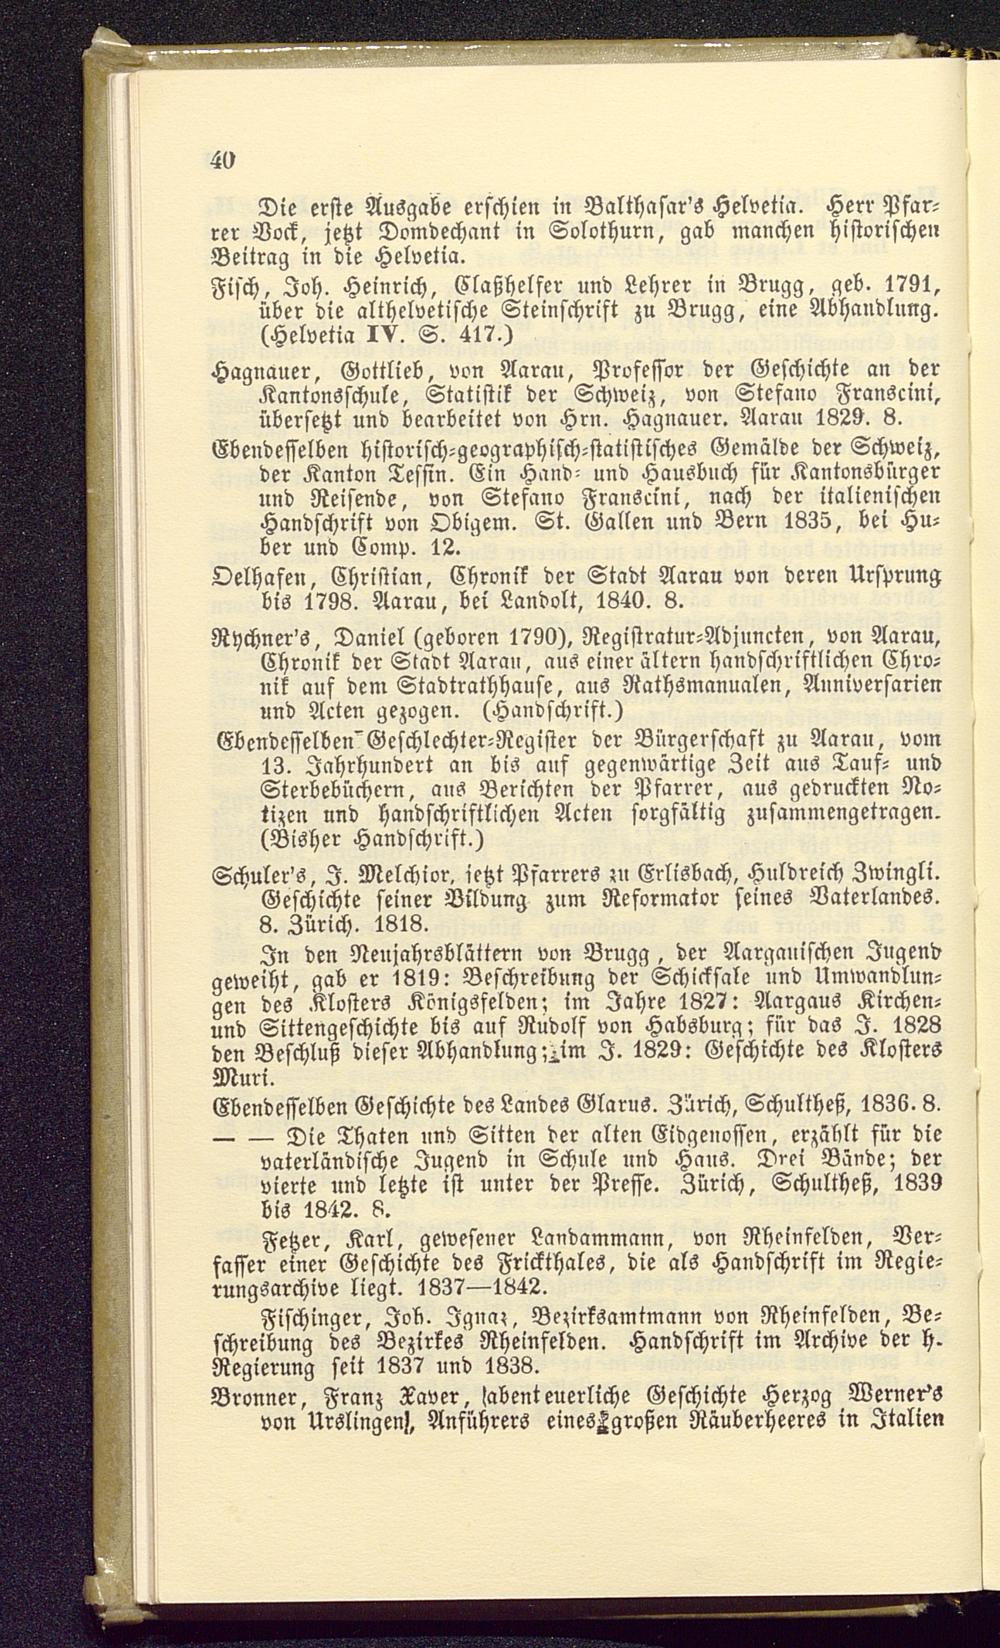 40
Die erste Ausgabe erschien in Balthasar's Helvetia. Herr Pfar-
rer Vock, jetzt Domdechant in Solothurn, gab manchen historischen
Beitrag in die Helvetia.
Fisch, Joh. Heinrich, Claßhelfer und Lehrer in Brugg, geb. 1791,
über die althelvetische Steinschrift zu Brugg, eine Abhandlung.
(Helvetia IV. S. 417.)
Hagnauer, Gottlieb, von Aarau, Professor der Geschichte an der
Kantonsschule, Statistik der Schweiz, von Stefano Franscini,
übersetzt und bearbeitet von Hrn. Hagnauer. Aarau 1829. 8.
Ebendesselben historisch-geographisch-statistisches Gemälde der Schweiz,
der Kanton Tessin. Ein Hand- und Hausbuch für Kantonsbürger
und Reisende, von Stefano Franscini, nach der italienischen
Handschrift von Obigem. St. Gallen und Bern 1835, bei Hu-
ber und Comp. 12.
Oelhafen, Christian, Chronik der Stadt Aarau von deren Ursprung
bis 1798. Aarau, bei Landolt, 1840. 8.
Rychner's, Daniel (geboren 1790), Registratur-Adjuncten, von Aarau,
Chronik der Stadt Aarau, aus einer ältern handschriftlichen Chro-
nik auf dem Stadtrathhause, aus Rathsmanualen, Anniversarien
und Acten gezogen. (Handschrift.)
Ebendesselben Geschlechter-Register der Bürgerschaft zu Aarau, vom
13. Jahrhundert an bis auf gegenwärtige Zeit aus Tauf- und
Sterbebüchern, aus Berichten der Pfarrer, aus gedruckten No-
tizen und handschriftlichen Acten sorgfältig zusammengetragen.
(Bisher Handschrift.)
Schuler's, J. Melchior, jetzt Pfarrers zu Erlisbach, Huldreich Zwingli.
Geschichte seiner Bildung zum Reformator seines Vaterlandes.
8. Zürich. 1818.
In den Neujahrsblättern von Brugg, der Aargauischen Jugend
geweiht, gab er 1819: Beschreibung der Schicksale und Umwandlun-
gen des Klosters Königsfelden; im Jahre 1827: Aargaus Kirchen-
und Sittengeschichte bis auf Rudolf von Habsburg; für das J. 1828
den Beschluß dieser Abhandlung; im J. 1829: Geschichte des Klosters
Muri.
Ebendesselben Geschichte des Landes Glarus. Zürich, Schultheß, 1836. 8.
— — Die Thaten und Sitten der alten Eidgenossen, erzählt für die
vaterländische Jugend in Schule und Haus. Drei Bände; der
vierte und letzte ist unter der Presse. Zürich, Schultheß, 1839
bis 1842. 8.
Fetzer, Karl, gewesener Landammann, von Rheinfelden, Ver-
fasser einer Geschichte des Frickthales, die als Handschrift im Regie-
rungsarchive liegt. 1837—1842.
Fischinger, Joh. Ignaz, Bezirksamtmann von Rheinfelden, Be-
schreibung des Bezirkes Rheinfelden. Handschrift im Archive der h.
Regierung seit 1837 und 1838.
Bronner, Franz Xaver, abenteuerliche Geschichte Herzog Werner's
von Urslingen, Anführers eines großen Räuberheeres in Italien